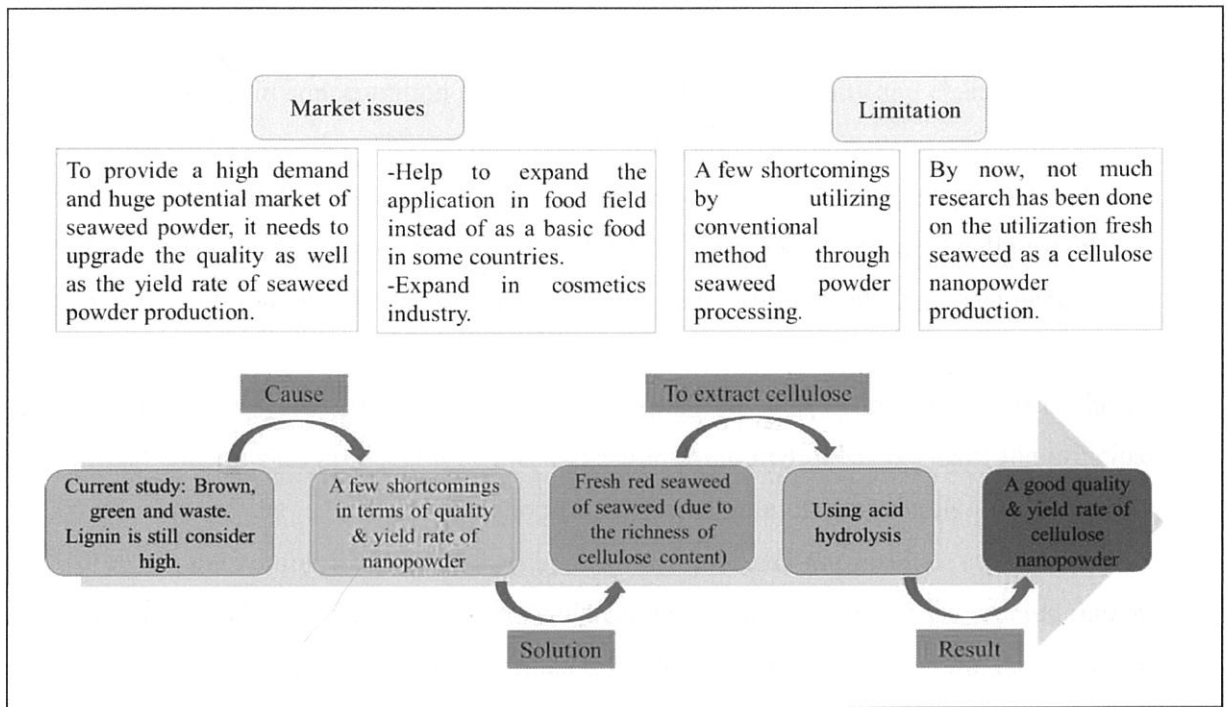 Market issues
Limitation
To provide a high demand
and huge potential market of
seaweed powder, it needs to
upgrade the quality as well
as the yield rate of seaweed
powder production.
-Help to expand the
application in food field
instead of as a basic food
in some countries.
-Expand in cosmetics
industry.
A few shortcomings
by utilizing
conventional
method through
seaweed powder
processing.
By now, not much
research has been done
on the utilization fresh
seaweed as a cellulose
nanopowder
production.
Cause
To extract cellulose
Current study: Brown,
green and waste.
Lignin is still consider
high.
A few shortcomings
in terms of quality
& yield rate of
nanopowder
Fresh red seaweed
of seaweed (due to
the richness of
cellulose content)
Using acid
hydrolysis
A good quality
& yield rate of
cellulose
nanopowder
Solution
Result